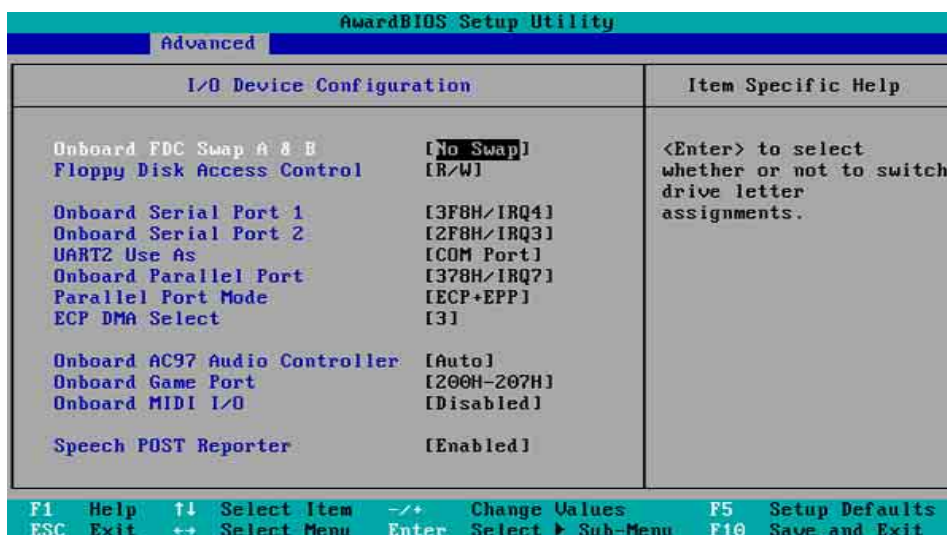 AwardBIOS Setup Utility
Advanced
I/O Device Configuration
Item Specific Help
Onboard FDC Swap A & B [No Swap]
Floppy Disk Access Control [R/W]
Onboard Serial Port 1 [3F8H/IRQ4]
Onboard Serial Port 2 [2F8H/IRQ3]
UART2 Use As [COM Port]
Onboard Parallel Port [378H/IRQ7]
Parallel Port Mode [ECP+EPP]
ECP DMA Select [3]
Onboard AC97 Audio Controller [Auto]
Onboard Game Port [200H-207H]
Onboard MIDI I/O [Disabled]
Speech POST Reporter [Enabled]
<Enter> to select
whether or not to switch
drive letter
assignments.
F1 Help ↑↓ Select Item -/+ Change Values F5 Setup Defaults
ESC Exit ←→ Select Menu Enter Select ▶ Sub-Menu F10 Save and Exit